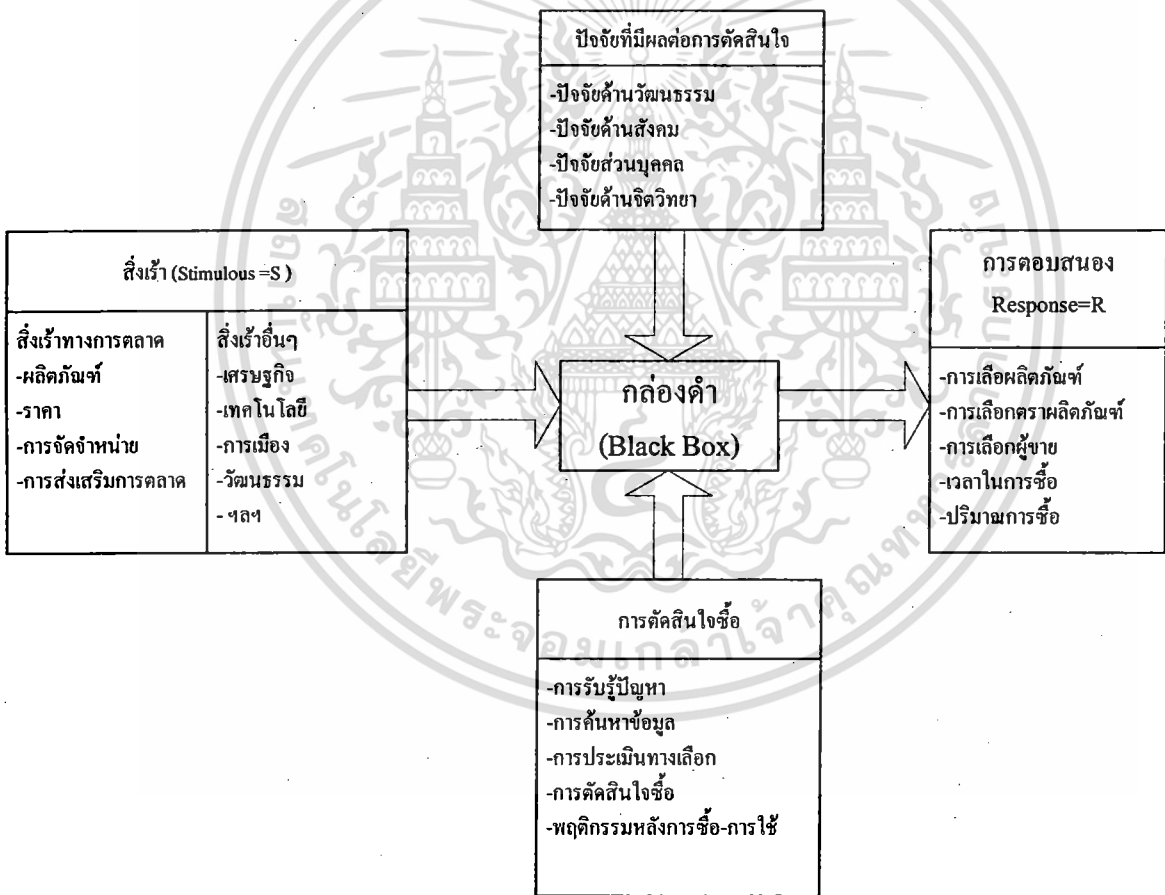 ปัจจัยที่มีผลต่อการตัดสินใจ
-ปัจจัยด้านวัฒนธรรม
-ปัจจัยด้านสังคม
-ปัจจัยส่วนบุคคล
-ปัจจัยด้านจิตวิทยา
สิ่งเร้า (Stimulous =S )
สิ่งเร้าทางการตลาด
-ผลิตภัณฑ์
-ราคา
-การจัดจำหน่าย
-การส่งเสริมการตลาด
สิ่งเร้าอื่นๆ
-เศรษฐกิจ
-เทคโนโลยี
-การเมือง
-วัฒนธรรม
- ฯลฯ
กล่องดำ
(Black Box)
การตอบสนอง
Response=R
-การเลือผลิตภัณฑ์
-การเลือกตราผลิตภัณฑ์
-การเลือกผู้ขาย
-เวลาในการซื้อ
-ปริมาณการซื้อ
การตัดสินใจซื้อ
-การรับรู้ปัญหา
-การค้นหาข้อมูล
-การประเมินทางเลือก
-การตัดสินใจซื้อ
-พฤติกรรมหลังการซื้อ-การใช้